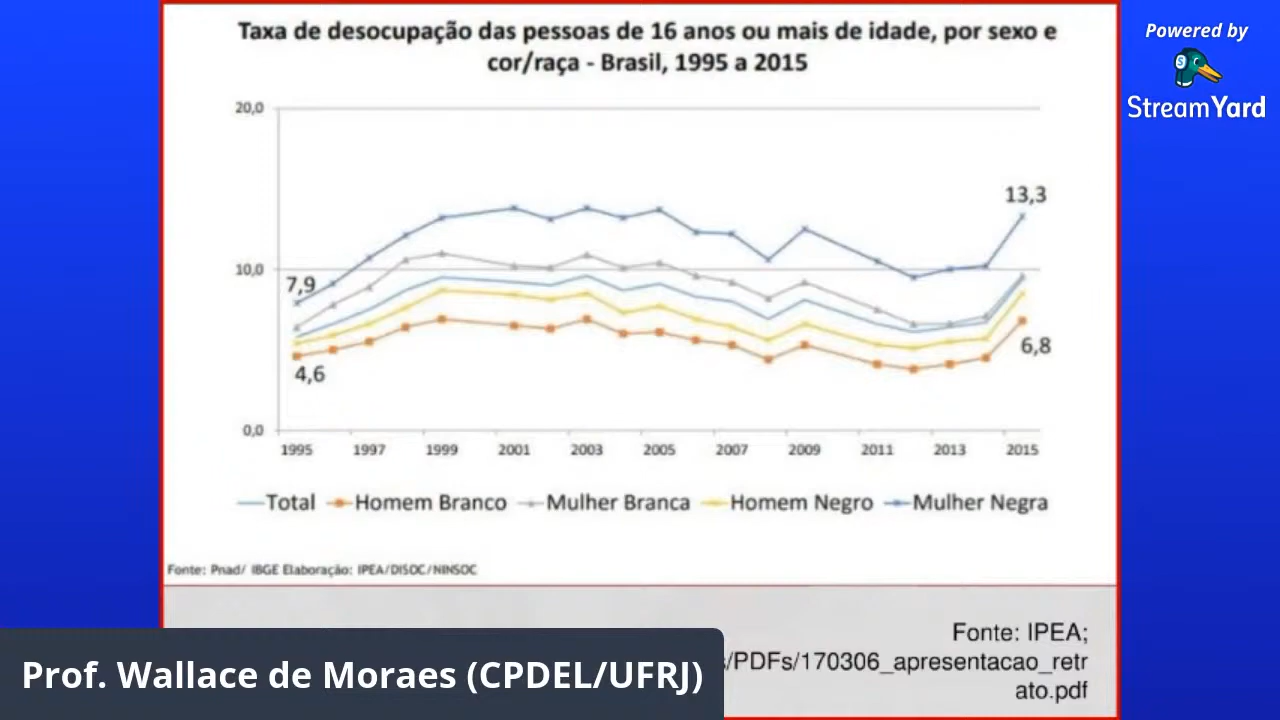 Taxa de desocupação das pessoas de 16 anos ou mais de idade, por sexo e
cor/raça - Brasil, 1995 a 2015
Powered by
StreamYard
20,0
13,3
10,0
7,9
6,8
4,6
0,0
1995 1997 1999 2001 2003 2005 2007 2009 2011 2013 2015
Total Homem Branco Mulher Branca Homem Negro Mulher Negra
Fonte: Pnad/ IBGE Elaboração: IPEA/DISOC/NINSOC
Fonte: IPEA;
/PDFs/170306_apresentacao_retr
ato.pdf
Prof. Wallace de Moraes (CPDEL/UFRJ)